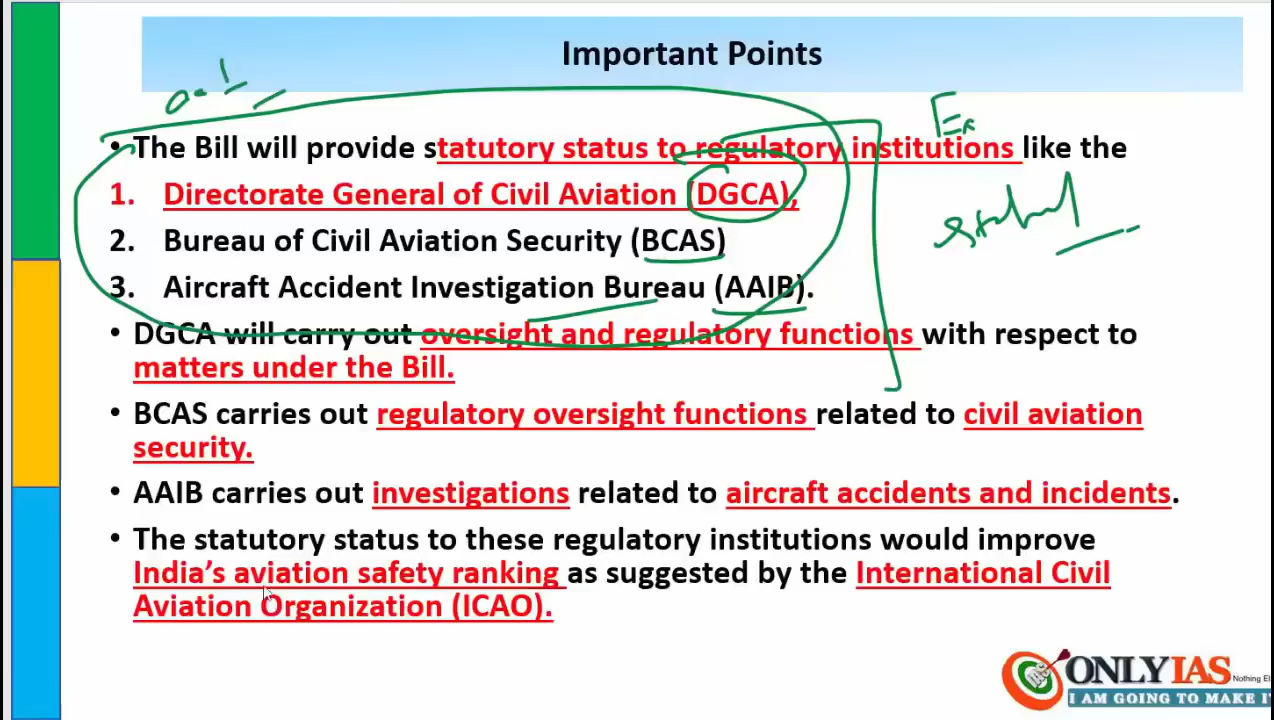 Important Points
• The Bill will provide statutory status to regulatory institutions like the
1. Directorate General of Civil Aviation (DGCA),
2. Bureau of Civil Aviation Security (BCAS)
3. Aircraft Accident Investigation Bureau (AAIB).
• DGCA will carry out oversight and regulatory functions with respect to
matters under the Bill.
• BCAS carries out regulatory oversight functions related to civil aviation
security.
• AAIB carries out investigations related to aircraft accidents and incidents.
• The statutory status to these regulatory institutions would improve
India's aviation safety ranking as suggested by the International Civil
Aviation Organization (ICAO).
ONLYIAS
I AM GOING TO MAKE